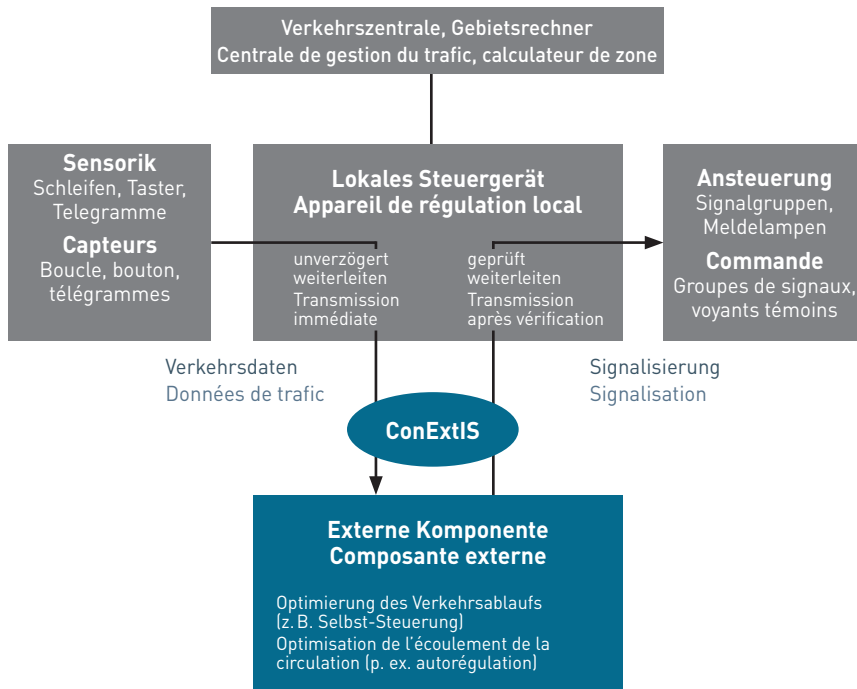 Verkehrszentrale, Gebietsrechner
Centrale de gestion du trafic, calculateur de zone
Sensorik
Schleifen, Taster,
Telegramme
Capteurs
Boucle, bouton,
télégrammes
Lokales Steuergerät
Appareil de régulation local
unverzögert
weiterleiten
Transmission
immédiate
geprüft
weiterleiten
Transmission
après vérification
Ansteuerung
Signalgruppen,
Meldelampen
Commande
Groupes de signaux,
voyants témoins
Verkehrsdaten
Données de trafic
Signalisierung
Signalisation
ConExtIS
Externe Komponente
Composante externe
Optimierung des Verkehrsablaufs
(z. B. Selbst-Steuerung)
Optimisation de l'écoulement de la
circulation (p. ex. autorégulation)